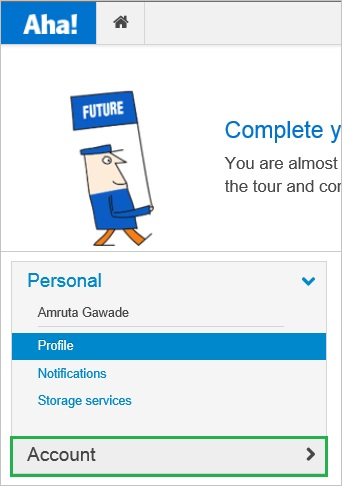 Aha!
FUTURE
Complete y
You are almost
the tour and cor
Personal
Amruta Gawade
Profile
Notifications
Storage services
Account